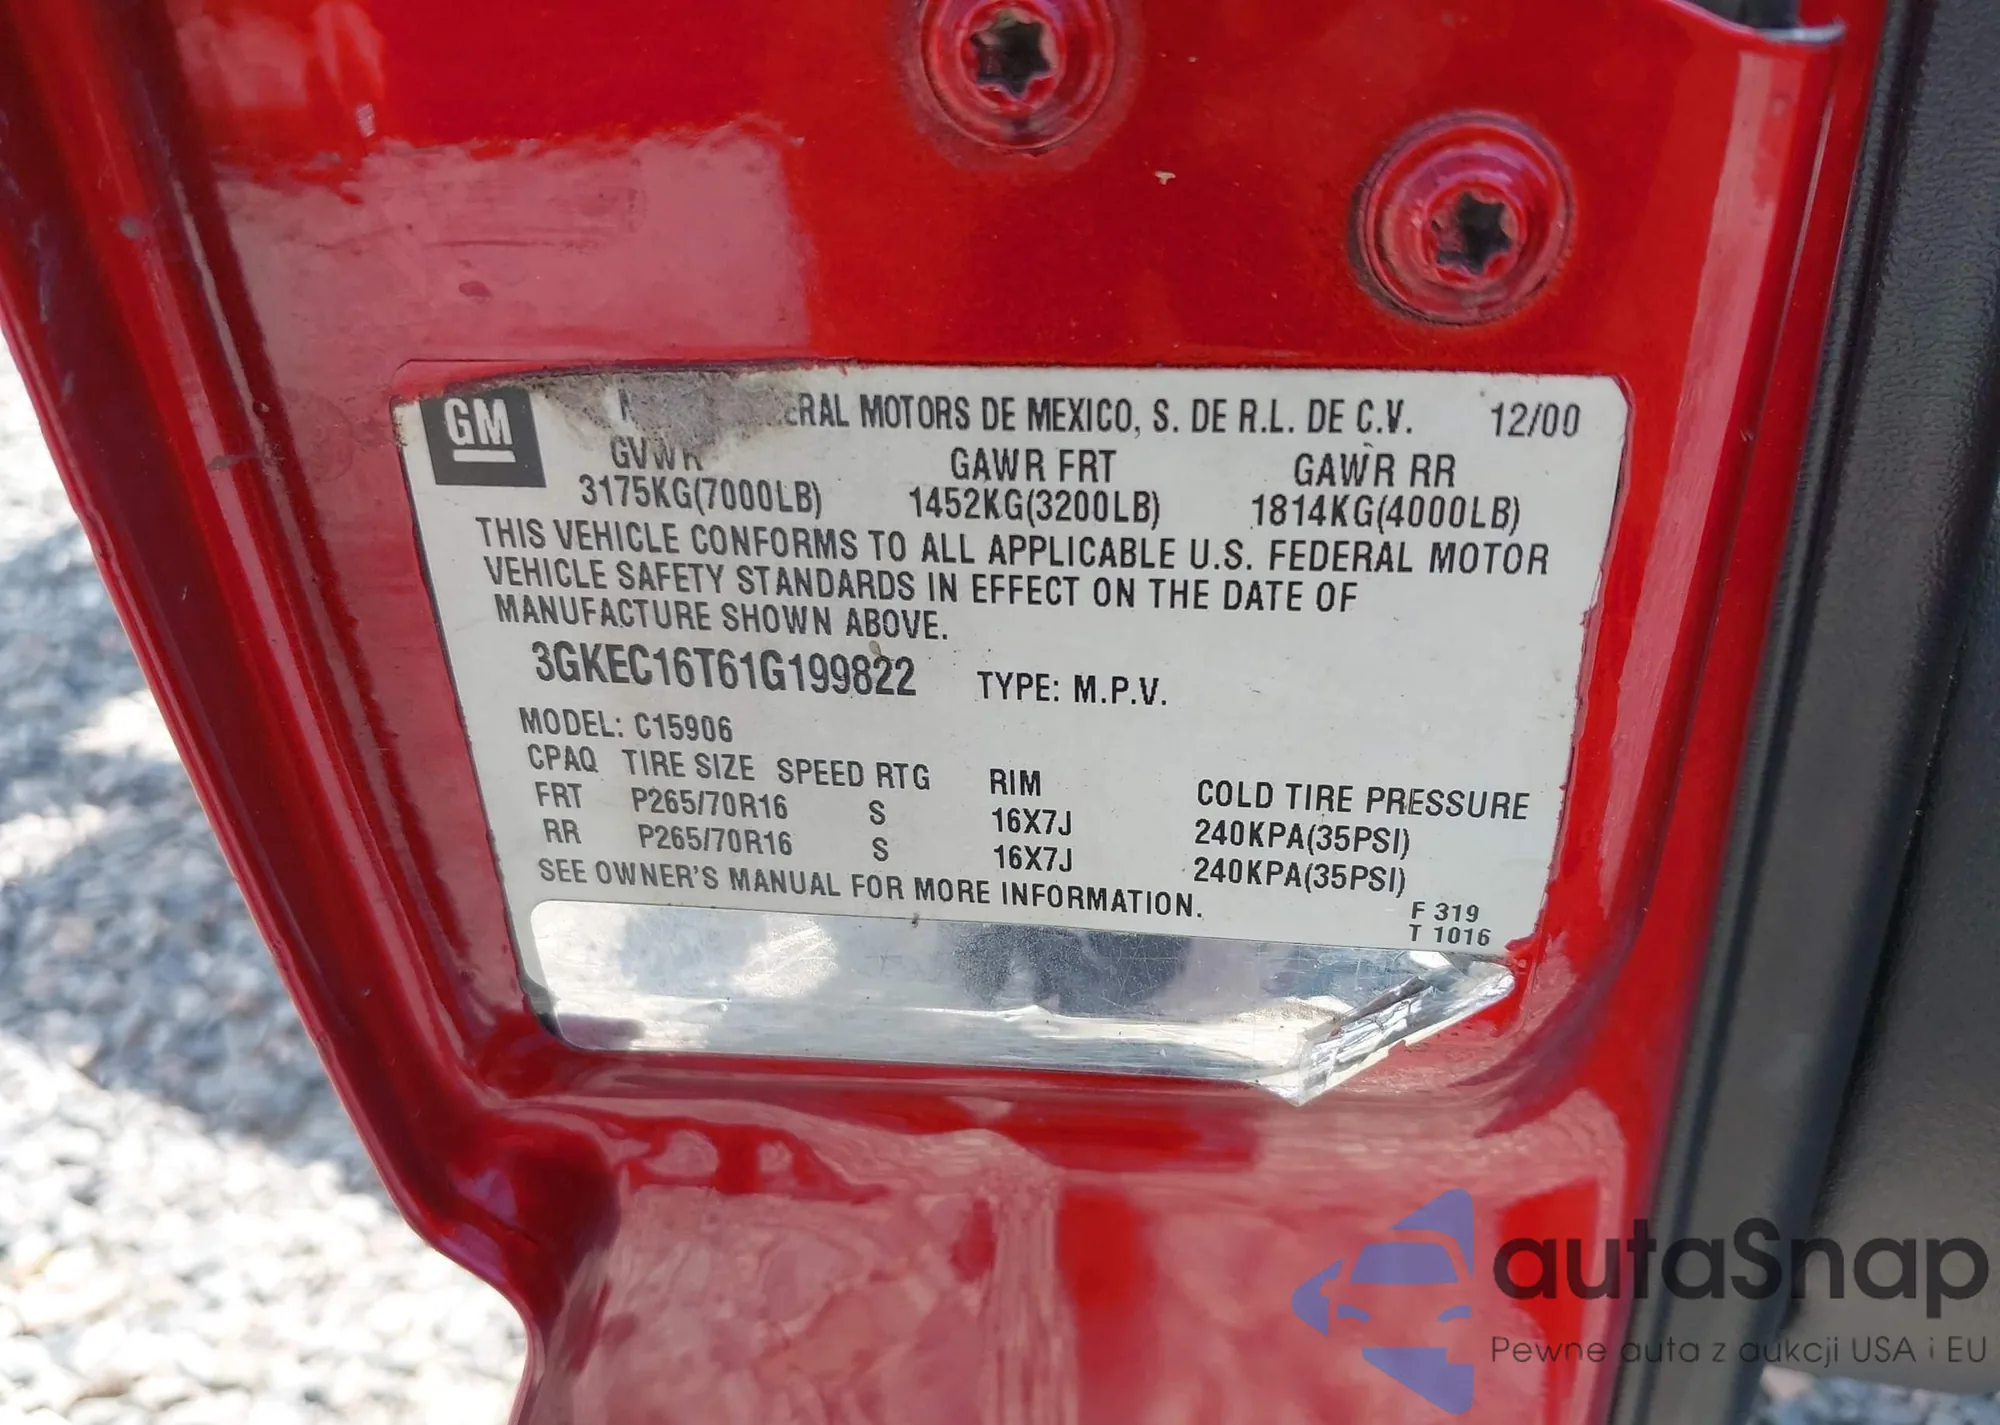 GM
ERAL MOTORS DE MEXICO, S. DE R.L. DE C.V. 12/00
GVWR GAWR FRT GAWR RR
3175KG(7000LB) 1452KG(3200LB) 1814KG(4000LB)
THIS VEHICLE CONFORMS TO ALL APPLICABLE U.S. FEDERAL MOTOR
VEHICLE SAFETY STANDARDS IN EFFECT ON THE DATE OF
MANUFACTURE SHOWN ABOVE.
3GKEC16T61G199822 TYPE: M.P.V.
MODEL: C15906
CPAQ TIRE SIZE SPEED RTG RIM COLD TIRE PRESSURE
FRT P265/70R16 S 16X7J 240KPA(35PSI)
RR P265/70R16 S 16X7J 240KPA(35PSI)
SEE OWNER'S MANUAL FOR MORE INFORMATION.
F 319
T 1016
autaSnap
Pewne auta z aukcji USA i EU